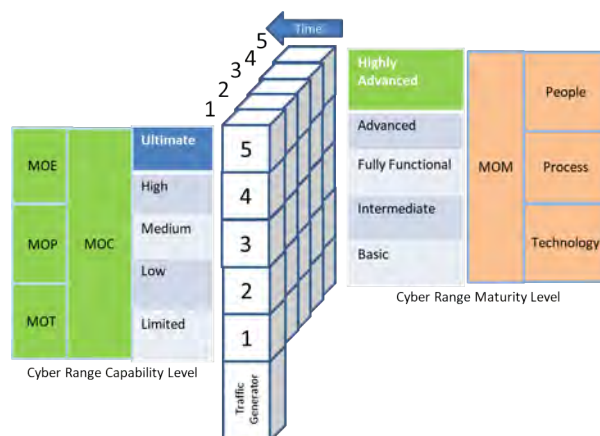 Time
5
4
3
2
1
MOE
MOP
MOT
MOC
Ultimate
High
Medium
Low
Limited
5
4
3
2
1
Traffic
Generator
Highly
Advanced
Advanced
Fully Functional
Intermediate
Basic
MOM
People
Process
Technology
Cyber Range Capability Level
Cyber Range Maturity Level